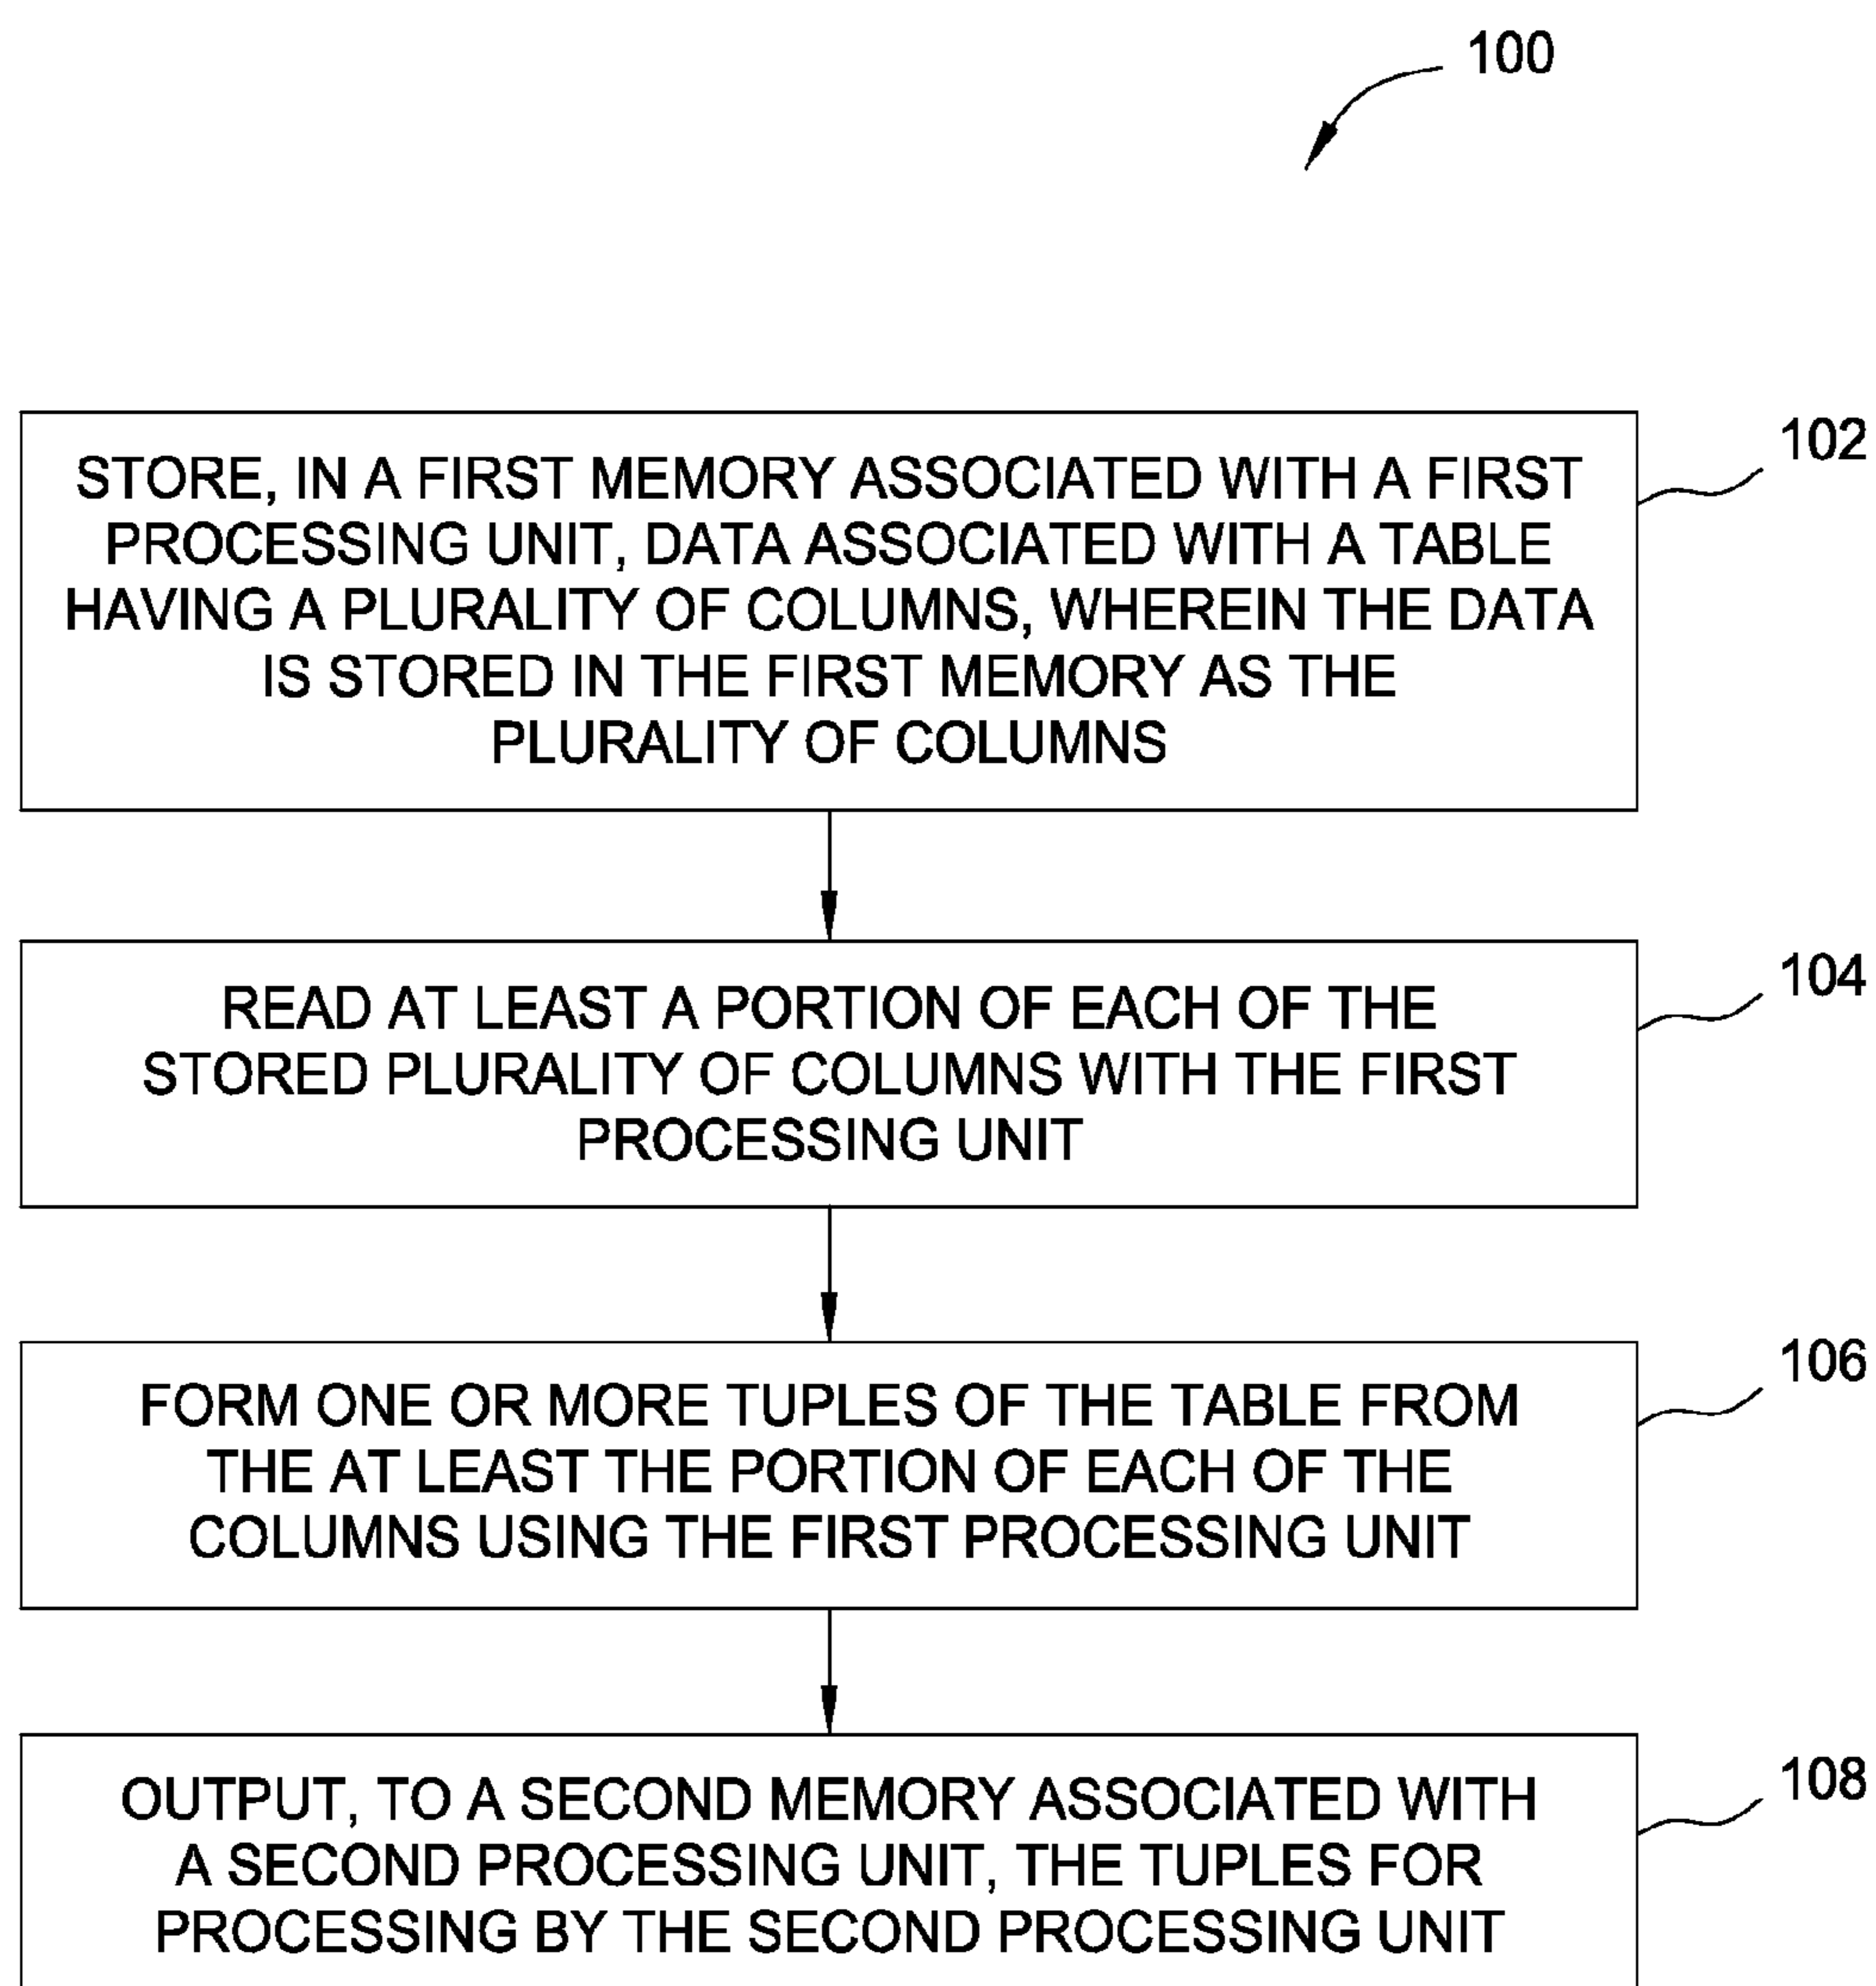 100
102
STORE, IN A FIRST MEMORY ASSOCIATED WITH A FIRST
PROCESSING UNIT, DATA ASSOCIATED WITH A TABLE
HAVING A PLURALITY OF COLUMNS, WHEREIN THE DATA
IS STORED IN THE FIRST MEMORY AS THE
PLURALITY OF COLUMNS
104
READ AT LEAST A PORTION OF EACH OF THE
STORED PLURALITY OF COLUMNS WITH THE FIRST
PROCESSING UNIT
106
FORM ONE OR MORE TUPLES OF THE TABLE FROM
THE AT LEAST THE PORTION OF EACH OF THE
COLUMNS USING THE FIRST PROCESSING UNIT
108
OUTPUT, TO A SECOND MEMORY ASSOCIATED WITH
A SECOND PROCESSING UNIT, THE TUPLES FOR
PROCESSING BY THE SECOND PROCESSING UNIT